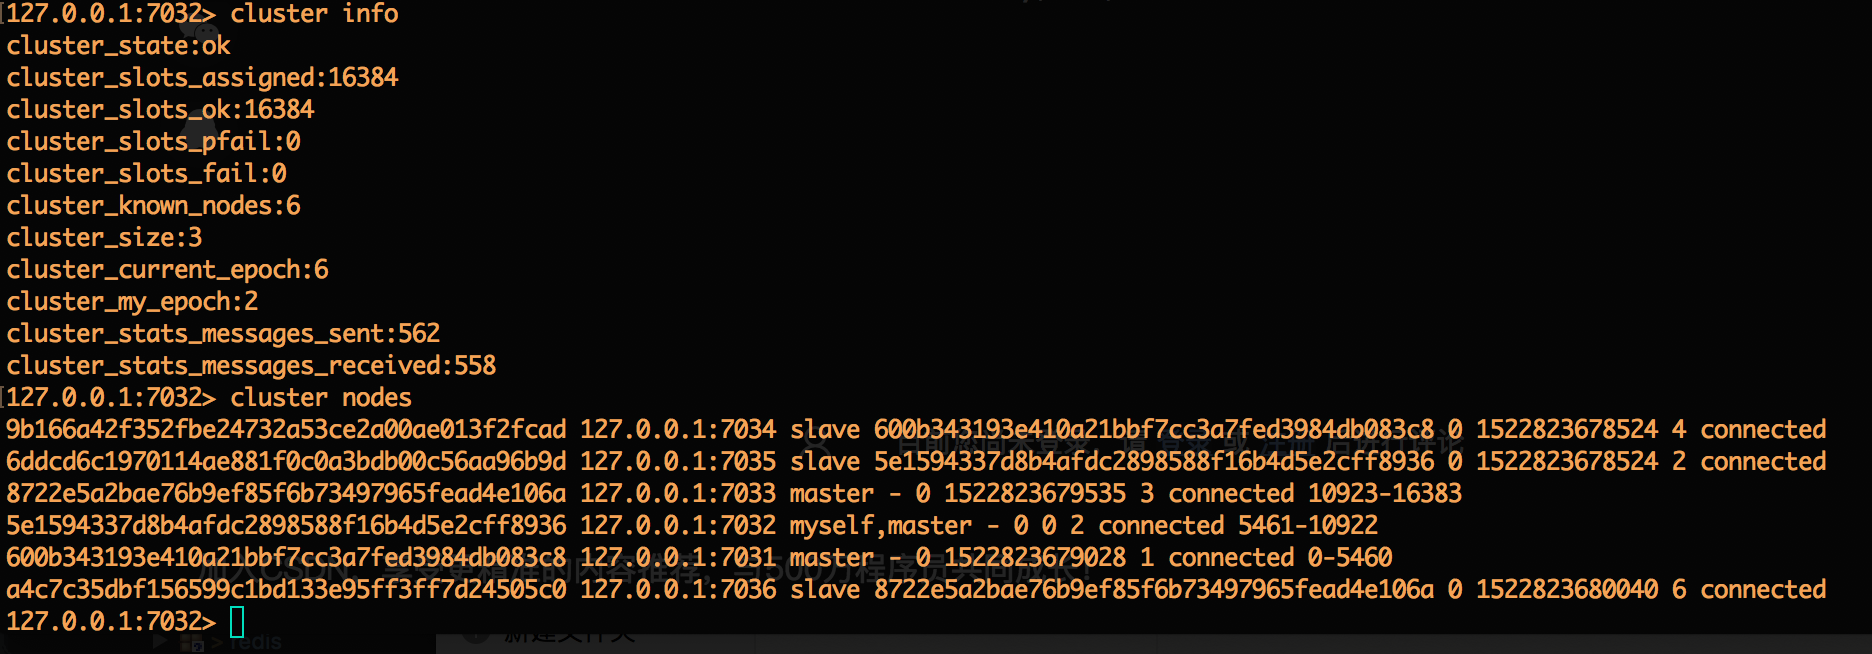 127.0.0.1:7032> cluster info
cluster_state:ok
cluster_slots_assigned:16384
cluster_slots_ok:16384
cluster_slots_pfail:0
cluster_slots_fail:0
cluster_known_nodes:6
cluster_size:3
cluster_current_epoch:6
cluster_my_epoch:2
cluster_stats_messages_sent:562
cluster_stats_messages_received:558
127.0.0.1:7032> cluster nodes
9b166a42f352fbe24732a53ce2a00ae013f2fcad 127.0.0.1:7034 slave 600b343193e410a21bbf7cc3a7fed3984db083c8 0 1522823678524 4 connected
6ddcd6c1970114ae881f0c0a3bdb00c56aa96b9d 127.0.0.1:7035 slave 5e1594337d8b4afdc2898588f16b4d5e2cff8936 0 1522823678524 2 connected
8722e5a2bae76b9ef85f6b73497965fead4e106a 127.0.0.1:7033 master - 0 1522823679535 3 connected 10923-16383
5e1594337d8b4afdc2898588f16b4d5e2cff8936 127.0.0.1:7032 myself,master - 0 0 2 connected 5461-10922
600b343193e410a21bbf7cc3a7fed3984db083c8 127.0.0.1:7031 master - 0 1522823679028 1 connected 0-5460
a4c7c35dbf156599c1bd133e95ff3ff7d24505c0 127.0.0.1:7036 slave 8722e5a2bae76b9ef85f6b73497965fead4e106a 0 1522823680040 6 connected
127.0.0.1:7032>
> redis